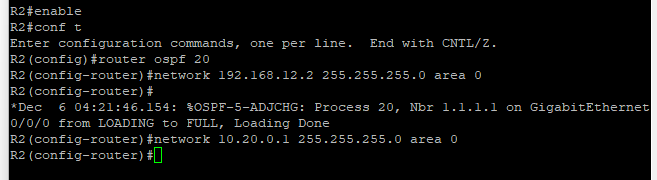 R2#enable
R2#conf t
Enter configuration commands, one per line.  End with CNTL/Z.
R2(config)#router ospf 20
R2(config-router)#network 192.168.12.2 255.255.255.0 area 0
R2(config-router)#
*Dec  6 04:21:46.154: %OSPF-5-ADJCHG: Process 20, Nbr 1.1.1.1 on GigabitEthernet
0/0/0 from LOADING to FULL, Loading Done
R2(config-router)#network 10.20.0.1 255.255.255.0 area 0
R2(config-router)#